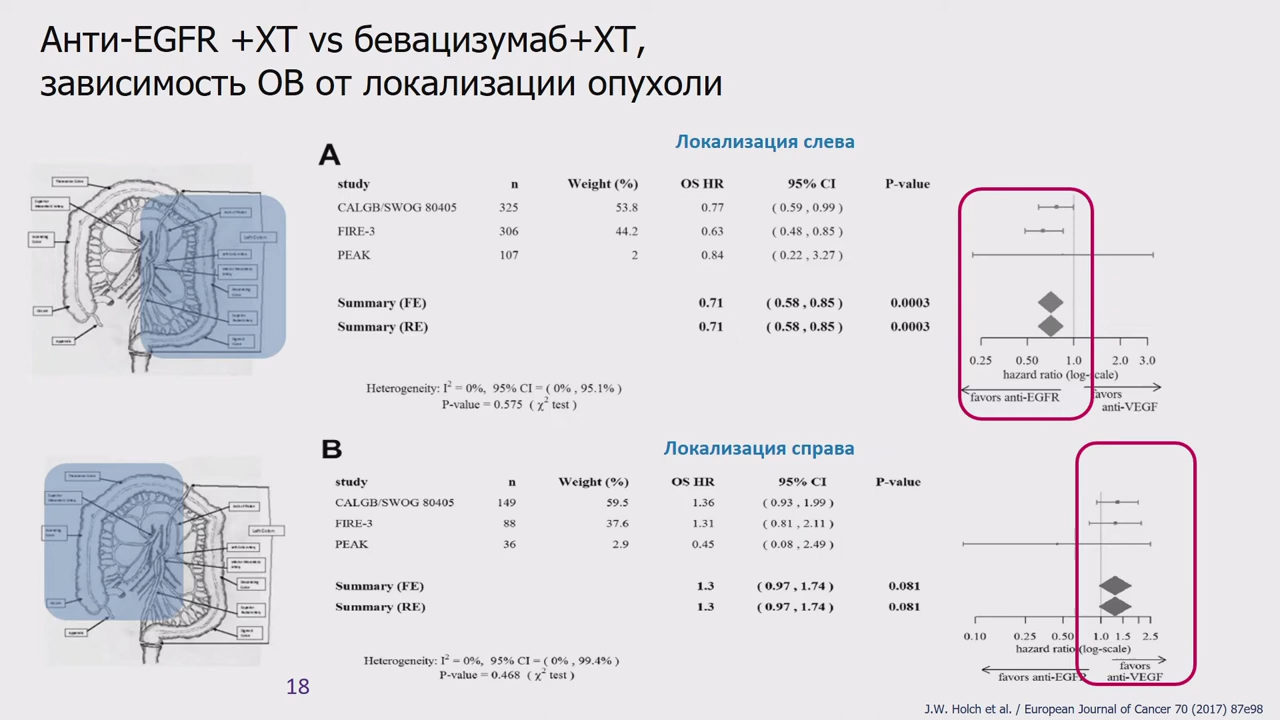 Анти-EGFR +ХТ vs бевацизумаб+ХТ,
зависимость ОВ от локализации опухоли
A
Локализация слева
study n Weight (%) OS HR 95% CI P-value
CALGB/SWOG 80405 325 53.8 0.77 ( 0.59 , 0.99 )
FIRE-3 306 44.2 0.63 ( 0.48 , 0.85 )
PEAK 107 2 0.84 ( 0.22 , 3.27 )
Summary (FE) 0.71 ( 0.58 , 0.85 ) 0.0003
Summary (RE) 0.71 ( 0.58 , 0.85 ) 0.0003
0.25 0.50 1.0 2.0 3.0
hazard ratio (log-scale)
favors anti-EGFR
favors
anti-VEGF
Heterogeneity: I² = 0%, 95% CI = ( 0% , 95.1% )
P-value = 0.575 ( χ² test )
B
Локализация справа
study n Weight (%) OS HR 95% CI P-value
CALGB/SWOG 80405 149 59.5 1.36 ( 0.93 , 1.99 )
FIRE-3 88 37.6 1.31 ( 0.81 , 2.11 )
PEAK 36 2.9 0.45 ( 0.08 , 2.49 )
Summary (FE) 1.3 ( 0.97 , 1.74 ) 0.081
Summary (RE) 1.3 ( 0.97 , 1.74 ) 0.081
0.10 0.25 0.50 1.0 1.5 2.5
hazard ratio (log-scale)
favors anti-EGFR
favors
anti-VEGF
Heterogeneity: I² = 0%, 95% CI = ( 0% , 99.4% )
P-value = 0.468 ( χ² test )
18
J.W. Holch et al. / European Journal of Cancer 70 (2017) 87e98